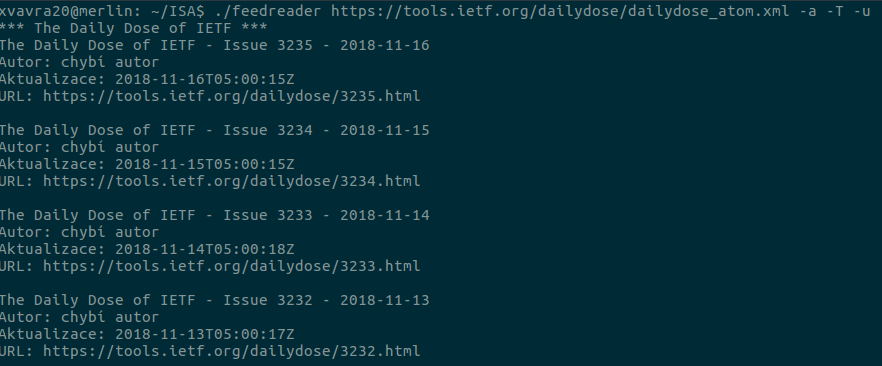 xvavra20@merlin: ~/ISA$ ./feedreader https://tools.ietf.org/dailydose/dailydose_atom.xml -a -T -u
*** The Daily Dose of IETF ***
The Daily Dose of IETF - Issue 3235 - 2018-11-16
Autor: chybí autor
Aktualizace: 2018-11-16T05:00:15Z
URL: https://tools.ietf.org/dailydose/3235.html

The Daily Dose of IETF - Issue 3234 - 2018-11-15
Autor: chybí autor
Aktualizace: 2018-11-15T05:00:15Z
URL: https://tools.ietf.org/dailydose/3234.html

The Daily Dose of IETF - Issue 3233 - 2018-11-14
Autor: chybí autor
Aktualizace: 2018-11-14T05:00:18Z
URL: https://tools.ietf.org/dailydose/3233.html

The Daily Dose of IETF - Issue 3232 - 2018-11-13
Autor: chybí autor
Aktualizace: 2018-11-13T05:00:17Z
URL: https://tools.ietf.org/dailydose/3232.html